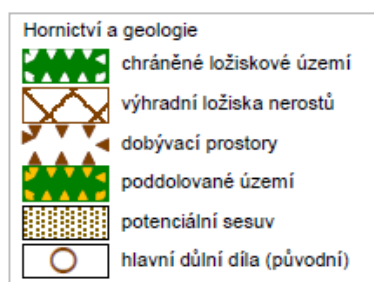 Hornictví a geologie
chráněné ložiskové území
výhradní ložiska nerostů
dobývací prostory
poddolované území
potenciální sesuv
hlavní důlní díla (původní)